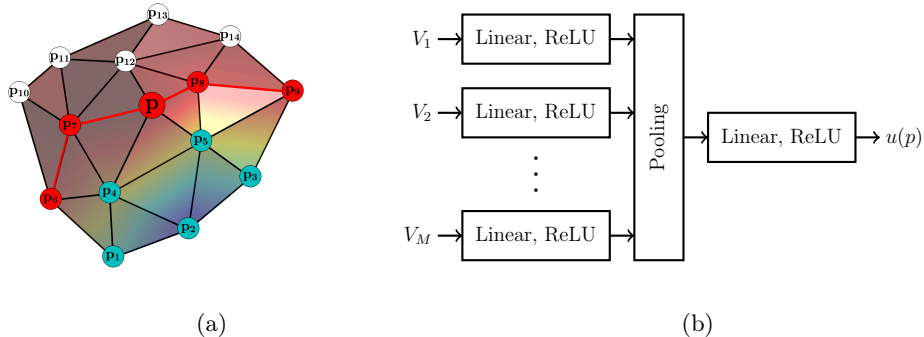 p13
p14
p11
p12
p10
p8
p9
p
p7
p5
p3
p4
p6
p2
p1
(a)
V1
Linear, ReLU
V2
Linear, ReLU
VM
Linear, ReLU
Pooling
Linear, ReLU
u(p)
(b)